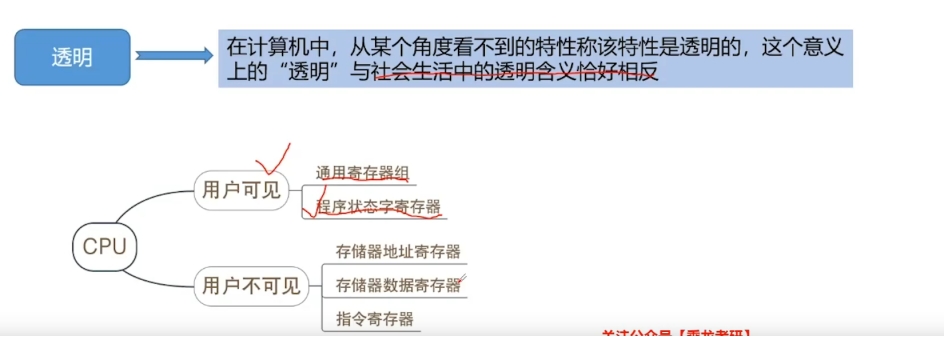 透明
在计算机中，从某个角度看不到的特性称该特性是透明的，这个意义
上的“透明”与社会生活中的透明含义恰好相反
用户可见
通用寄存器组
程序状态字寄存器
CPU
用户不可见
存储器地址寄存器
存储器数据寄存器
指令寄存器